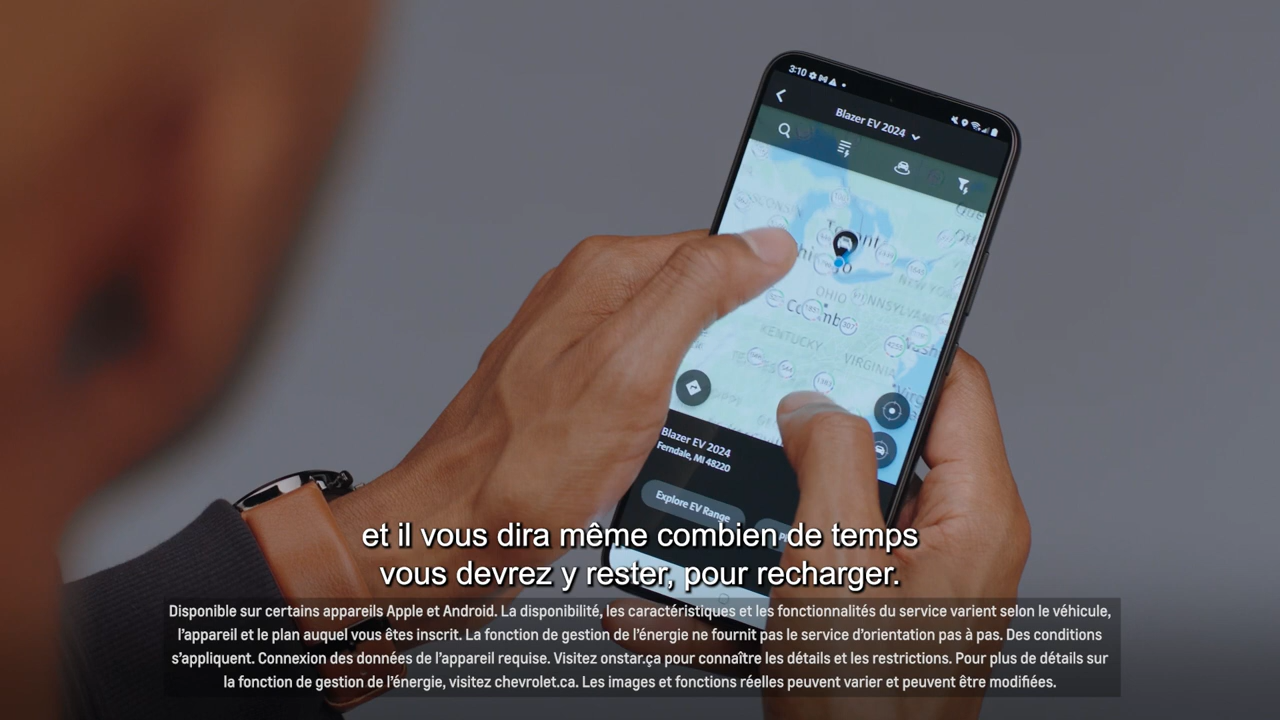 3:10
Blazer EV 2024
OHIO
KENTUCKY
VIRGINIA
Blazer EV 2024
Ferndale, MI 48220
Explore EV Range
et il vous dira même combien de temps
vous devrez y rester, pour recharger.
Disponible sur certains appareils Apple et Android. La disponibilité, les caractéristiques et les fonctionnalités du service varient selon le véhicule,
l'appareil et le plan auquel vous êtes inscrit. La fonction de gestion de l'énergie ne fournit pas le service d'orientation pas à pas. Des conditions
s'appliquent. Connexion des données de l'appareil requise. Visitez onstar.ça pour connaître les détails et les restrictions. Pour plus de détails sur
la fonction de gestion de l'énergie, visitez chevrolet.ca. Les images et fonctions réelles peuvent varier et peuvent être modifiées.